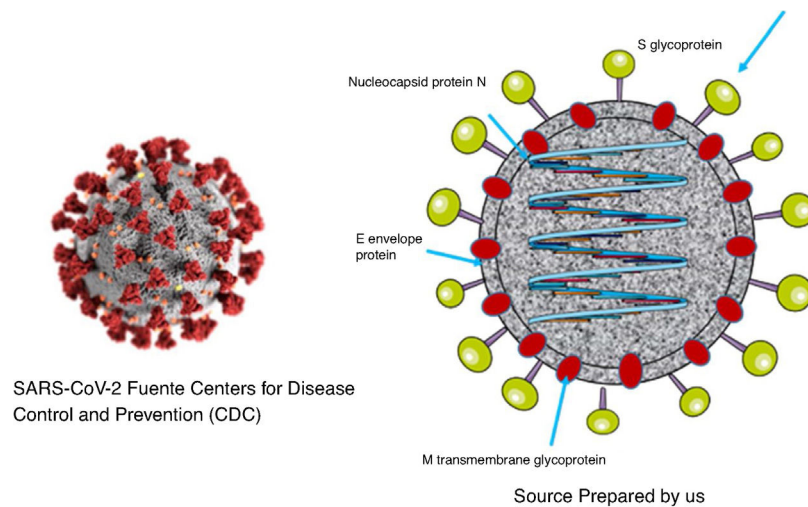 S glycoprotein
Nucleocapsid protein N
E envelope
protein
SARS-CoV-2 Fuente Centers for Disease
Control and Prevention (CDC)
M transmembrane glycoprotein
Source Prepared by us